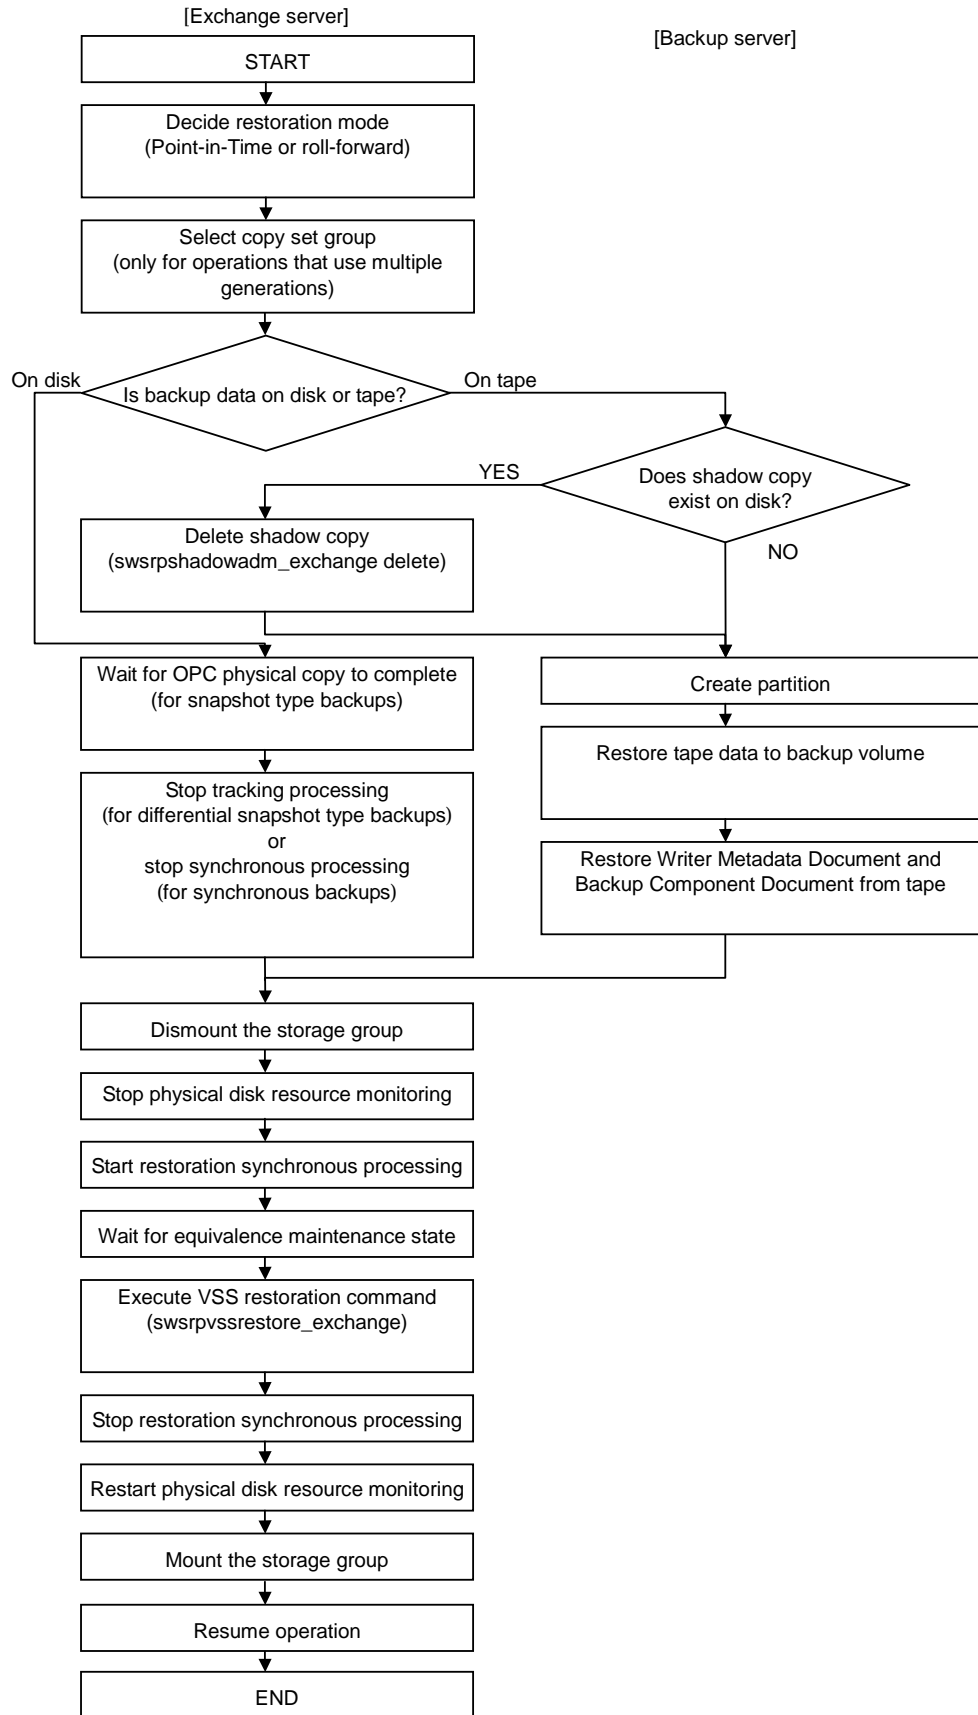 [Exchange server]
[Backup server]
START
Decide restoration mode
(Point-in-Time or roll-forward)
Select copy set group
(only for operations that use multiple
generations)
On disk
Is backup data on disk or tape?
On tape
YES
Does shadow copy
exist on disk?
NO
Delete shadow copy
(swsrpshadowadm_exchange delete)
Wait for OPC physical copy to complete
(for snapshot type backups)
Create partition
Restore tape data to backup volume
Stop tracking processing
(for differential snapshot type backups)
or
stop synchronous processing
(for synchronous backups)
Restore Writer Metadata Document and
Backup Component Document from tape
Dismount the storage group
Stop physical disk resource monitoring
Start restoration synchronous processing
Wait for equivalence maintenance state
Execute VSS restoration command
(swsrpvssrestore_exchange)
Stop restoration synchronous processing
Restart physical disk resource monitoring
Mount the storage group
Resume operation
END